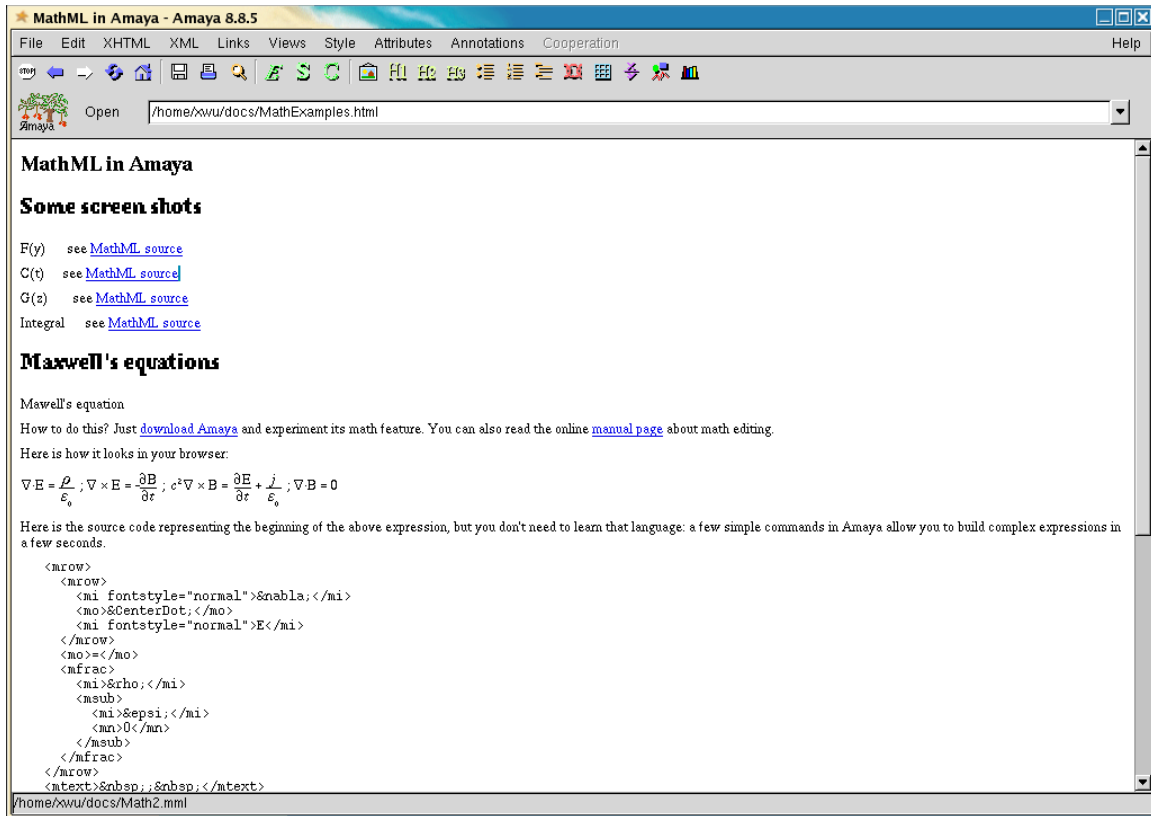 MathML in Amaya - Amaya 8.8.5
File Edit XHTML XML Links Views Style Attributes Annotations Cooperation Help
STOP E S C H1 H2 H3
Amaya Open /home/xwu/docs/MathExamples.html
MathML in Amaya
Some screen shots
F(y) see MathML source
C(t) see MathML source
G(z) see MathML source
Integral see MathML source
Maxwell's equations
Mawell's equation
How to do this? Just download Amaya and experiment its math feature. You can also read the online manual page about math editing.
Here is how it looks in your browser:
∇·E = ρ/ε₀ ; ∇ × E = -∂B/∂t ; c²∇ × B = ∂E/∂t + j/ε₀ ; ∇·B = 0
Here is the source code representing the beginning of the above expression, but you don't need to learn that language: a few simple commands in Amaya allow you to build complex expressions in
a few seconds.
<mrow>
<mrow>
<mi fontstyle="normal">&nabla;</mi>
<mo>&CenterDot;</mo>
<mi fontstyle="normal">E</mi>
</mrow>
<mo>=</mo>
<mfrac>
<mi>&rho;</mi>
<msub>
<mi>&epsi;</mi>
<mn>0</mn>
</msub>
</mfrac>
</mrow>
<mtext>&nbsp;;&nbsp;</mtext>
/home/xwu/docs/Math2.mml